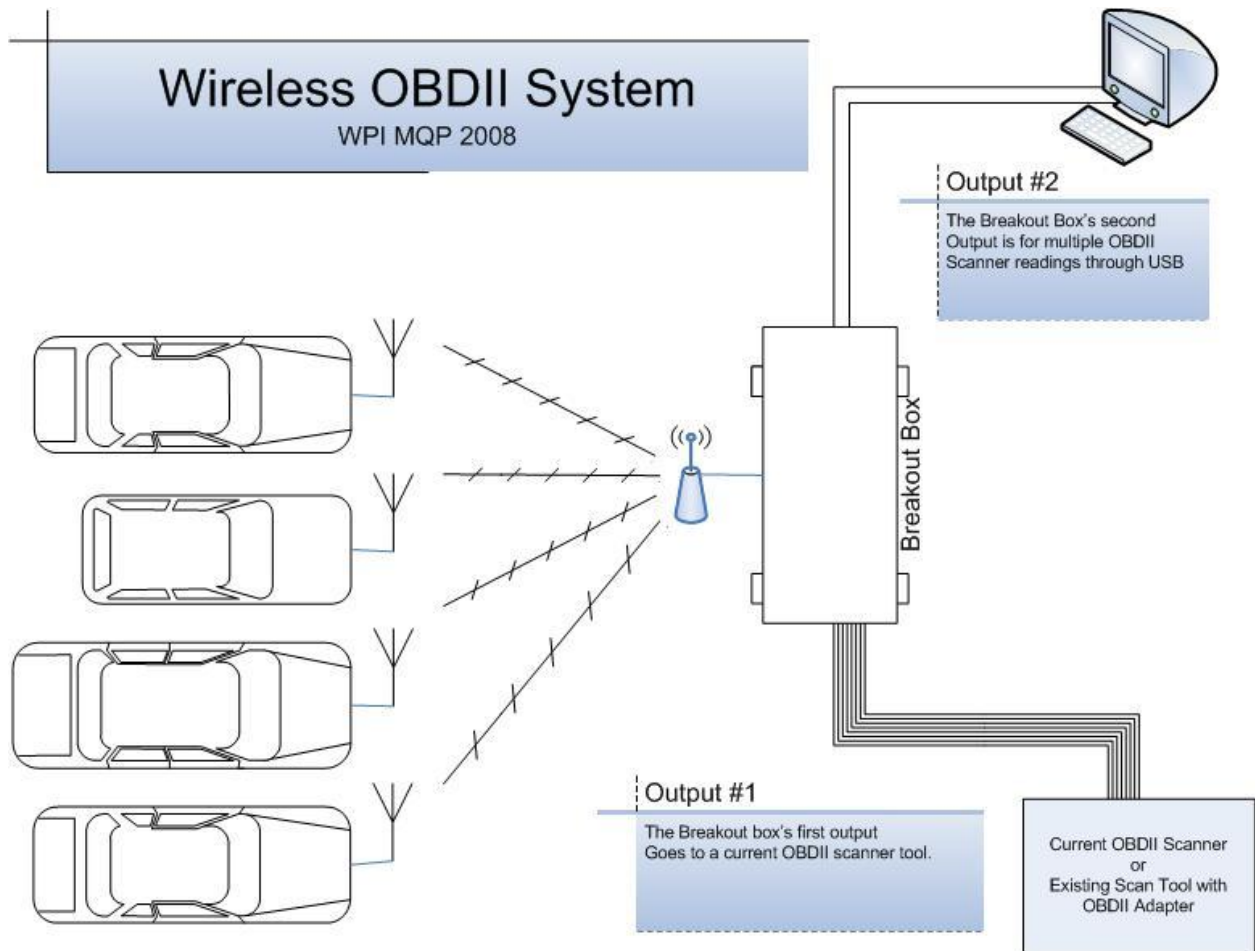 Wireless OBDII System
WPI MQP 2008
Output #2
The Breakout Box's second
Output is for multiple OBDII
Scanner readings through USB
Breakout Box
Output #1
The Breakout box's first output
Goes to a current OBDII scanner tool.
Current OBDII Scanner
or
Existing Scan Tool with
OBDII Adapter